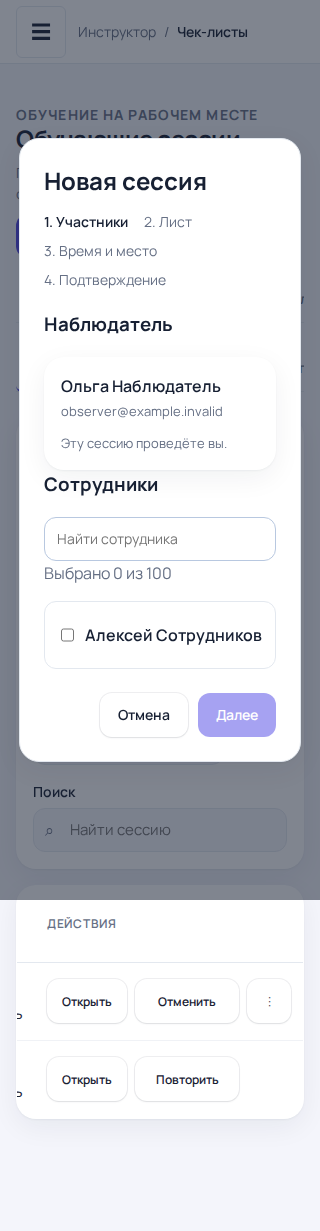 Инструктор / Чек-листы
ОБУЧЕНИЕ НА РАБОЧЕМ МЕСТЕ
Обучающие сессии
Новая сессия
1. Участники 2. Лист
3. Время и место
4. Подтверждение
Наблюдатель
Ольга Наблюдатель
observer@example.invalid
Эту сессию проведёте вы.
Сотрудники
Найти сотрудника
Выбрано 0 из 100
Алексей Сотрудников
Отмена Далее
Поиск
Найти сессию
ДЕЙСТВИЯ
Открыть Отменить
Открыть Повторить